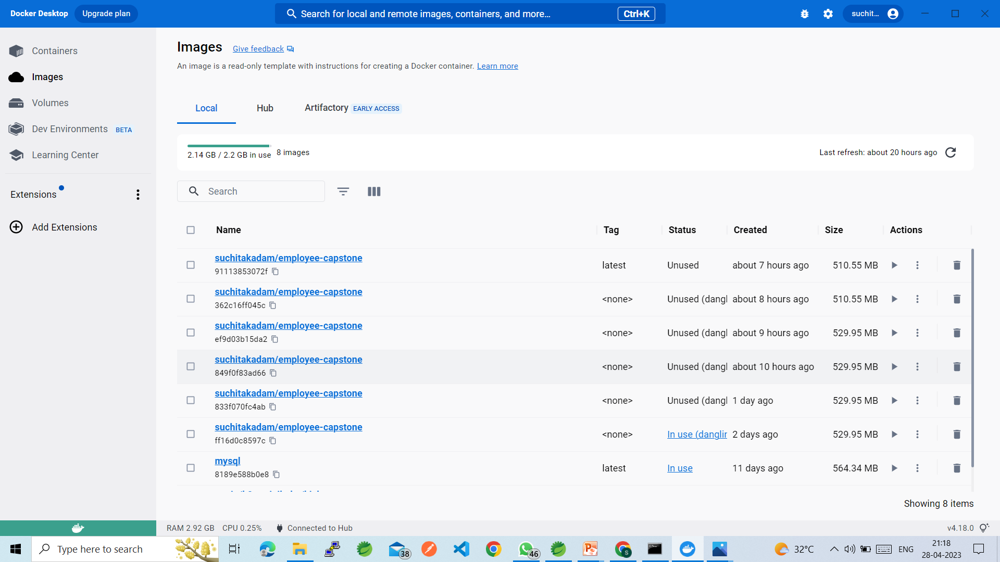 Docker Desktop
Upgrade plan
Search for local and remote images, containers, and more...
Ctrl+K
suchit...
Containers
Images
Volumes
Dev Environments BETA
Learning Center
Extensions
Add Extensions
Images
Give feedback
An image is a read-only template with instructions for creating a Docker container. Learn more
Local
Hub
Artifactory EARLY ACCESS
2.14 GB / 2.2 GB in use
8 images
Last refresh: about 20 hours ago
Search
Name Tag Status Created Size Actions
suchitakadam/employee-capstone
91113853072f
latest Unused about 7 hours ago 510.55 MB
suchitakadam/employee-capstone
362c16ff045c
<none> Unused (dangl about 8 hours ago 510.55 MB
suchitakadam/employee-capstone
ef9d03b15da2
<none> Unused (dangl about 9 hours ago 529.95 MB
suchitakadam/employee-capstone
849f0f83ad66
<none> Unused (dangl about 10 hours ago 529.95 MB
suchitakadam/employee-capstone
833f070fc4ab
<none> Unused (dangl 1 day ago 529.95 MB
suchitakadam/employee-capstone
ff16d0c8597c
<none> In use (danglir 2 days ago 529.95 MB
mysql
8189e588b0e8
latest In use 11 days ago 564.34 MB
Showing 8 items
RAM 2.92 GB CPU 0.25% Connected to Hub
v4.18.0
Type here to search
38
46
S
32°C
ENG
21:18
28-04-2023